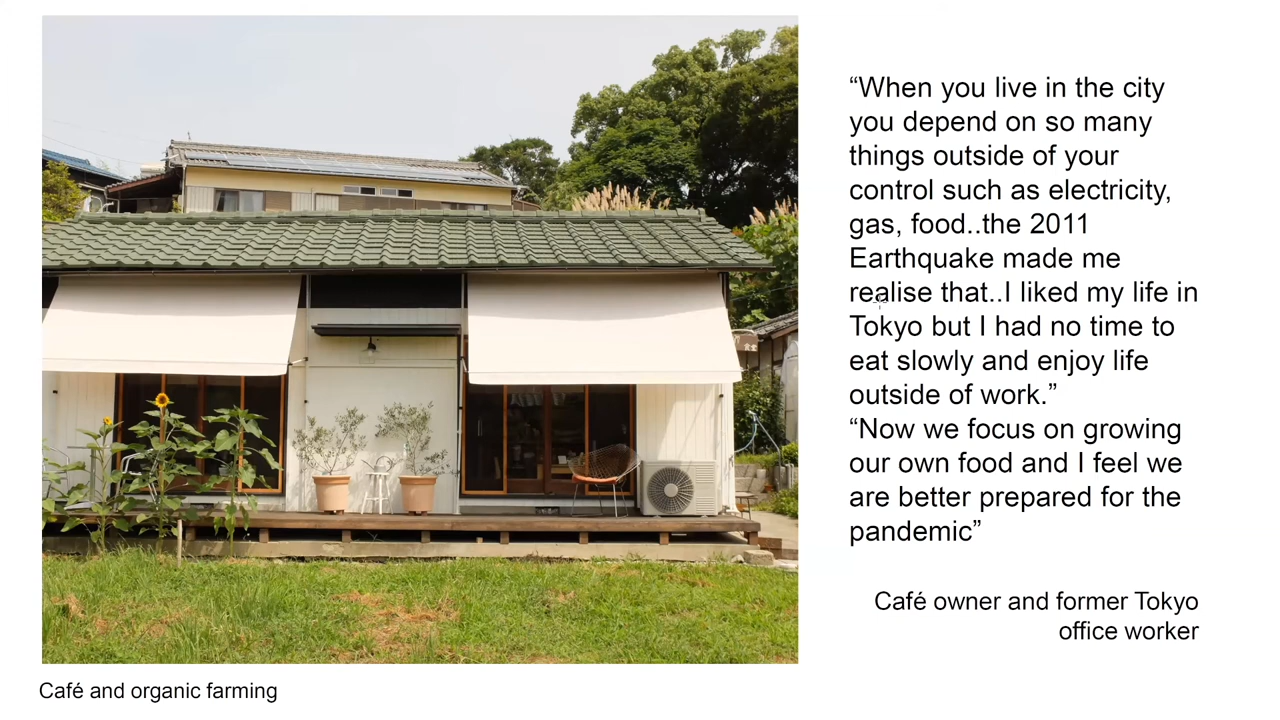 “When you live in the city
you depend on so many
things outside of your
control such as electricity,
gas, food..the 2011
Earthquake made me
realise that..I liked my life in
Tokyo but I had no time to
eat slowly and enjoy life
outside of work.”
“Now we focus on growing
our own food and I feel we
are better prepared for the
pandemic”
Café owner and former Tokyo
office worker
Café and organic farming